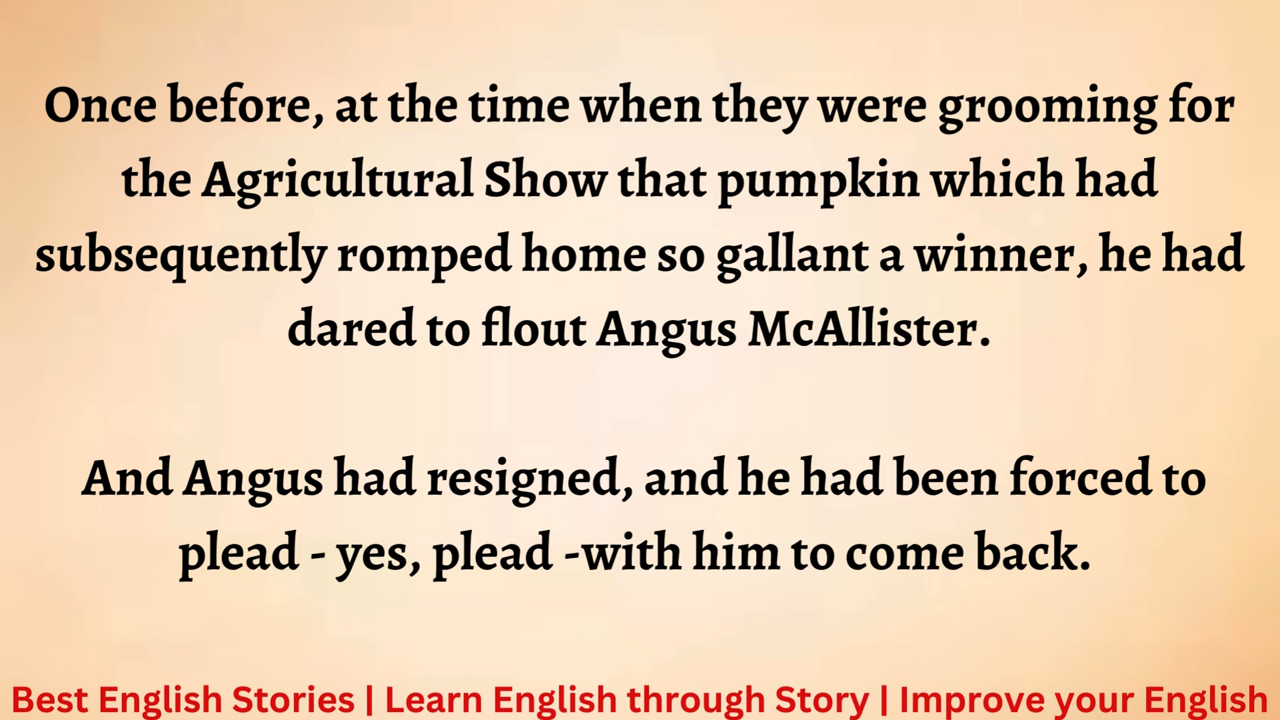 Once before, at the time when they were grooming for
the Agricultural Show that pumpkin which had
subsequently romped home so gallant a winner, he had
dared to flout Angus McAllister.
And Angus had resigned, and he had been forced to
plead - yes, plead -with him to come back.
Best English Stories | Learn English through Story | Improve your English